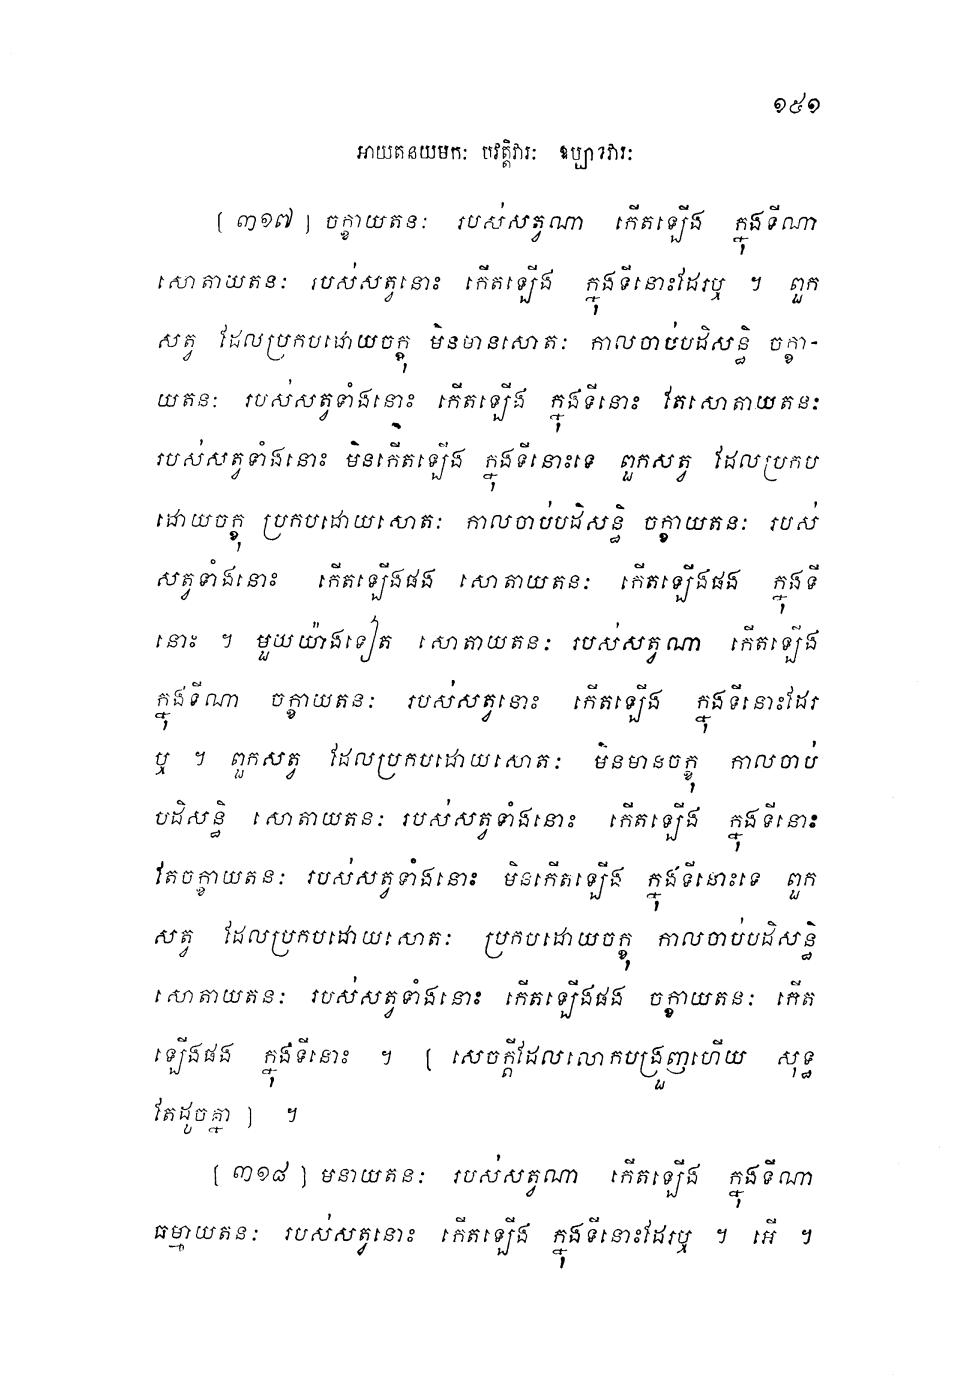 ១៥១
អាយតនយមកៈ បវត្តិវារៈ ឧប្បាទវារៈ
[ ៣១៧ ] ចក្ខាយតនៈ របស់សត្វណា កើតឡើង ក្នុងទីណា
សោតាយតនៈ របស់សត្វនោះ កើតឡើង ក្នុងទីនោះដែរឬ ។ ពួក
សត្វ ដែលប្រកបដោយចក្ខុ មិនមានសោតៈ កាលចាប់បដិសន្ធិ ចក្ខា-
យតនៈ របស់សត្វទាំងនោះ កើតឡើង ក្នុងទីនោះ តែសោតាយតនៈ
របស់សត្វទាំងនោះ មិនកើតឡើង ក្នុងទីនោះទេ ពួកសត្វ ដែលប្រកប
ដោយចក្ខុ ប្រកបដោយសោតៈ កាលចាប់បដិសន្ធិ ចក្ខាយតនៈ របស់
សត្វទាំងនោះ កើតឡើងផង សោតាយតនៈ កើតឡើងផង ក្នុងទី
នោះ ។ មួយយ៉ាងទៀត សោតាយតនៈ របស់សត្វណា កើតឡើង
ក្នុងទីណា ចក្ខាយតនៈ របស់សត្វនោះ កើតឡើង ក្នុងទីនោះដែរ
ឬ ។ ពួកសត្វ ដែលប្រកបដោយសោតៈ មិនមានចក្ខុ កាលចាប់
បដិសន្ធិ សោតាយតនៈ របស់សត្វទាំងនោះ កើតឡើង ក្នុងទីនោះ
តែចក្ខាយតនៈ របស់សត្វទាំងនោះ មិនកើតឡើង ក្នុងទីនោះទេ ពួក
សត្វ ដែលប្រកបដោយសោតៈ ប្រកបដោយចក្ខុ កាលចាប់បដិសន្ធិ
សោតាយតនៈ របស់សត្វទាំងនោះ កើតឡើងផង ចក្ខាយតនៈ កើត
ឡើងផង ក្នុងទីនោះ ។ [ សេចក្តីដែលលោកបង្រួញហើយ សុទ្ធ
តែដូចគ្នា ] ។
[ ៣១៨ ] មនាយតនៈ របស់សត្វណា កើតឡើង ក្នុងទីណា
ធម្មាយតនៈ របស់សត្វនោះ កើតឡើង ក្នុងទីនោះដែរឬ ។ អើ ។